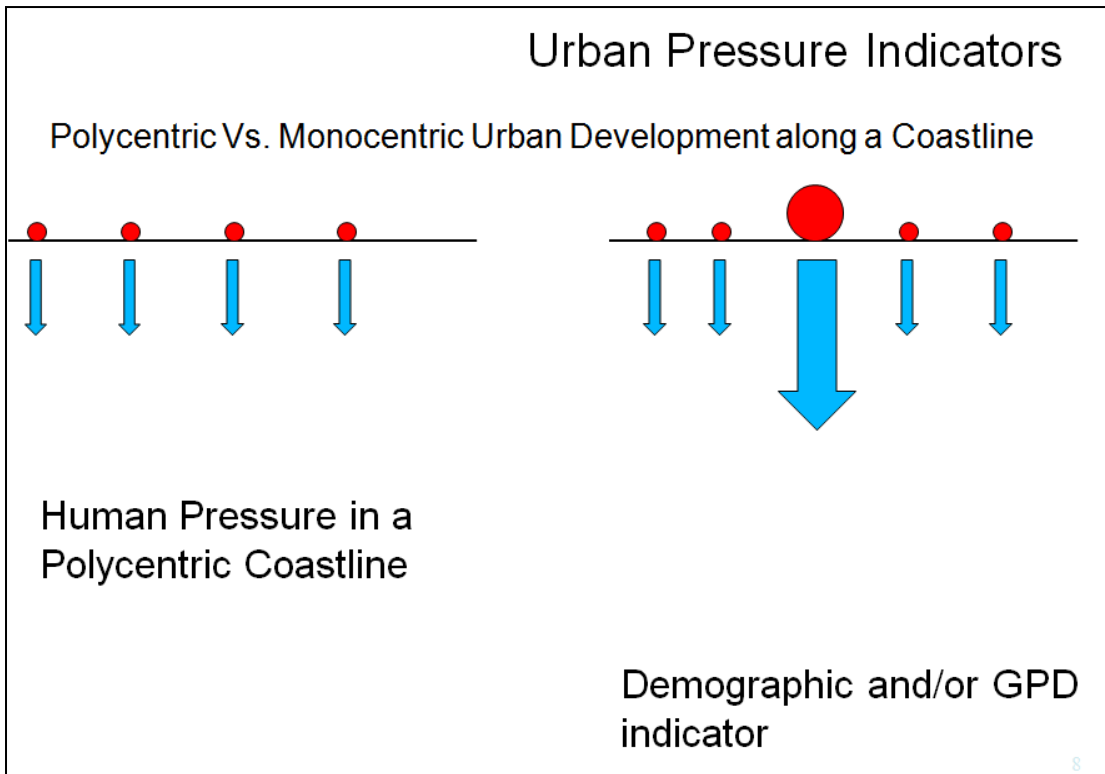 Urban Pressure Indicators
Polycentric Vs. Monocentric Urban Development along a Coastline
Human Pressure in a
Polycentric Coastline
Demographic and/or GPD
indicator
8